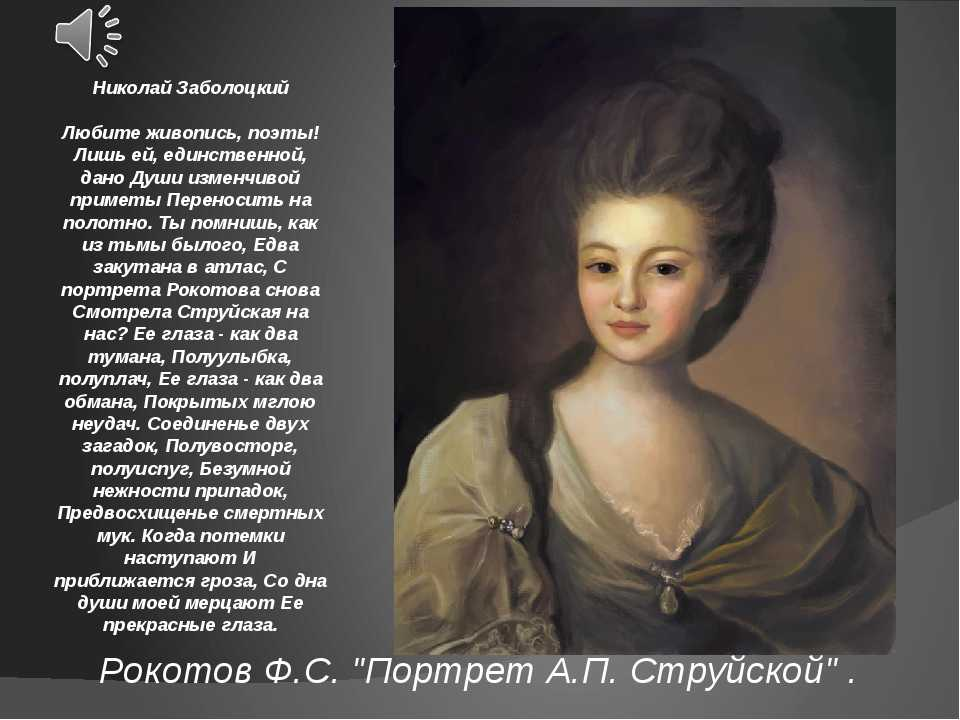 Николай Заболоцкий
Любите живопись, поэты!
Лишь ей, единственной,
дано Души изменчивой
приметы Переносить на
полотно. Ты помнишь, как
из тьмы былого, Едва
закутана в атлас, С
портрета Рокотова снова
Смотрела Струйская на
нас? Ее глаза - как два
тумана, Полуулыбка,
полуплач, Ее глаза - как два
обмана, Покрытых мглою
неудач. Соединенье двух
загадок, Полувосторг,
полуиспуг, Безумной
нежности припадок,
Предвосхищенье смертных
мук. Когда потемки
наступают И
приближается гроза, Со дна
души моей мерцают Ее
прекрасные глаза.
Рокотов Ф.С. "Портрет А.П. Струйской" .